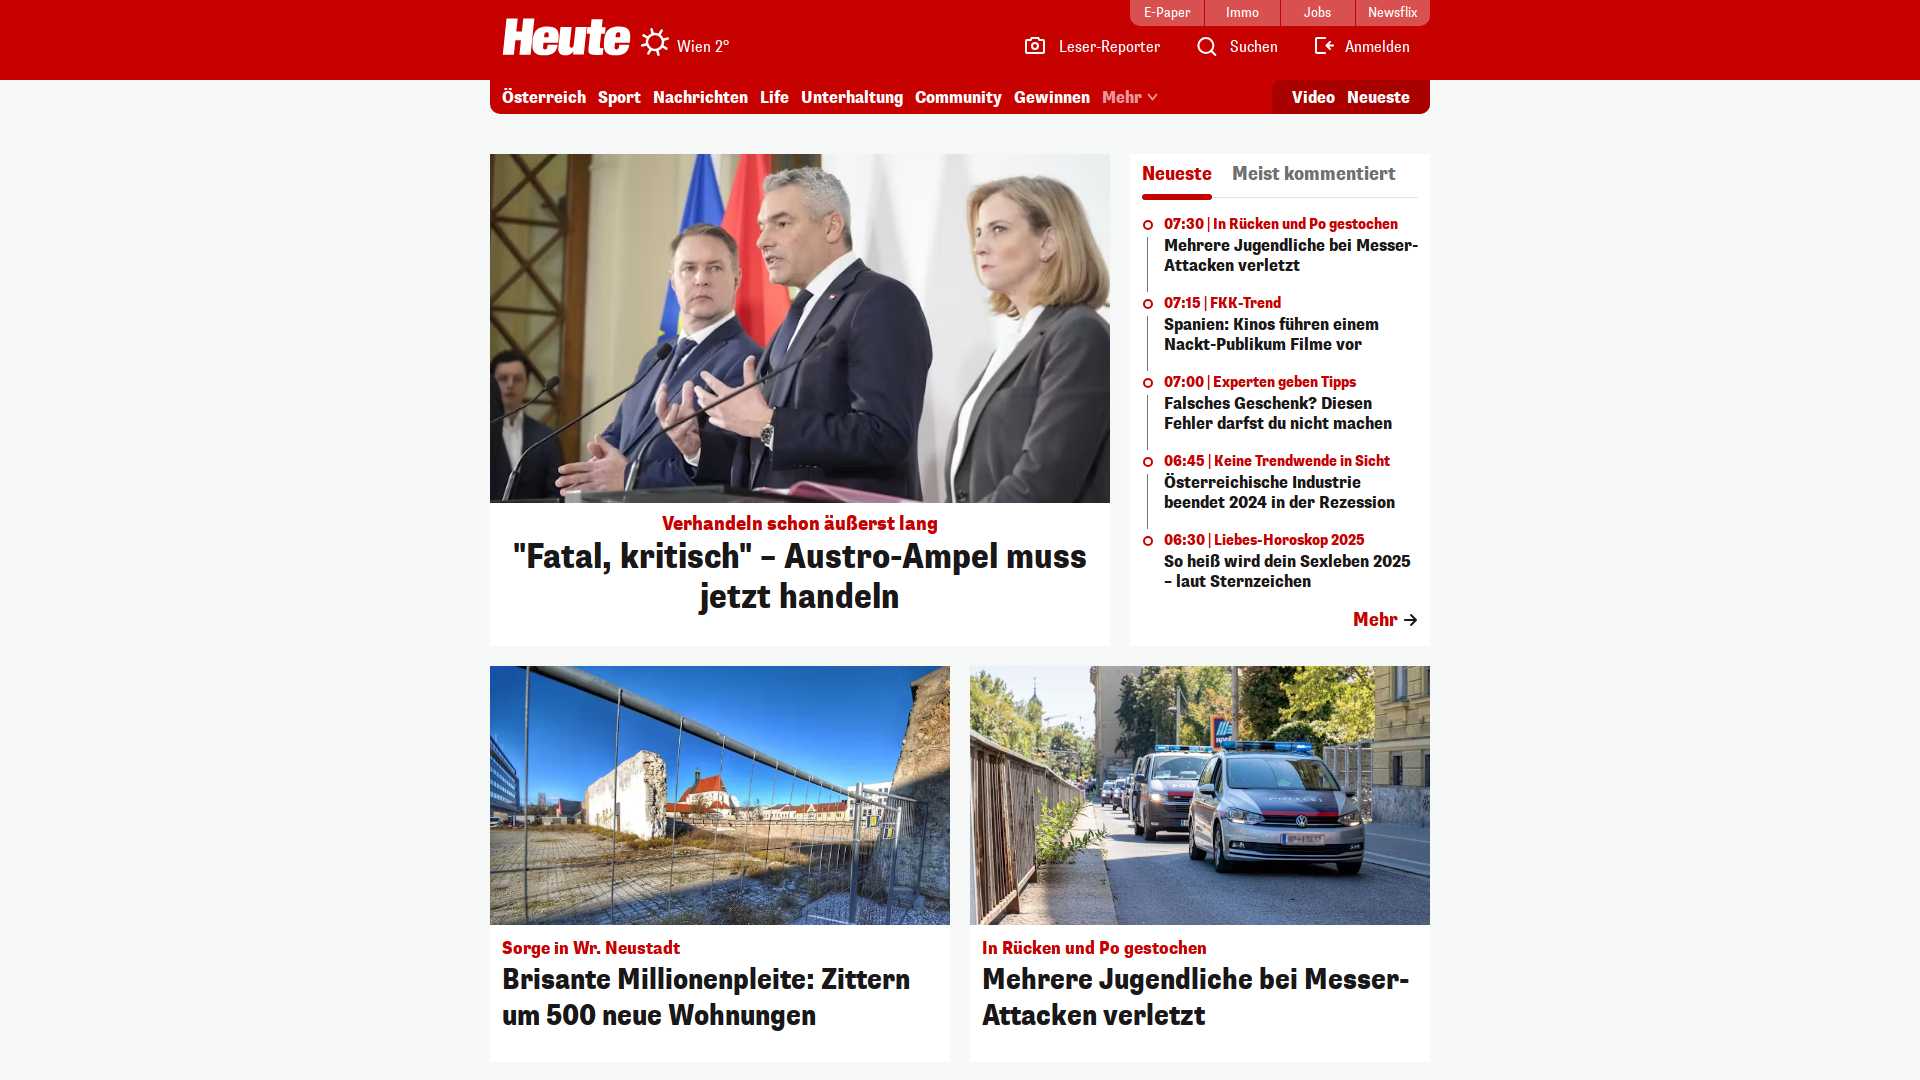 E-Paper
Immo
Jobs
Newsflix
Heute
Wien 2°
Leser-Reporter
Suchen
Anmelden
Österreich
Sport
Nachrichten
Life
Unterhaltung
Community
Gewinnen
Mehr
Video
Neueste
Verhandeln schon äußerst lang
"Fatal, kritisch" – Austro-Ampel muss
jetzt handeln
Neueste
Meist kommentiert
07:30 | In Rücken und Po gestochen
Mehrere Jugendliche bei Messer-
Attacken verletzt
07:15 | FKK-Trend
Spanien: Kinos führen einem
Nackt-Publikum Filme vor
07:00 | Experten geben Tipps
Falsches Geschenk? Diesen
Fehler darfst du nicht machen
06:45 | Keine Trendwende in Sicht
Österreichische Industrie
beendet 2024 in der Rezession
06:30 | Liebes-Horoskop 2025
So heiß wird dein Sexleben 2025
– laut Sternzeichen
Mehr
Sorge in Wr. Neustadt
Brisante Millionenpleite: Zittern
um 500 neue Wohnungen
In Rücken und Po gestochen
Mehrere Jugendliche bei Messer-
Attacken verletzt